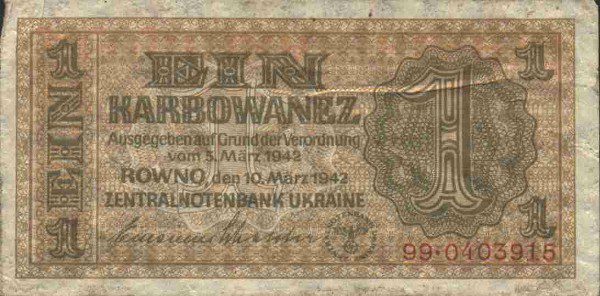 1
EIN
1
EIN
KARBOWANEZ
Ausgegeben auf Grund der Verordnung
vom 5. März 1942
ROWNO, den 10. März 1942
ZENTRALNOTENBANK UKRAINE
1
1
1
99·0403915